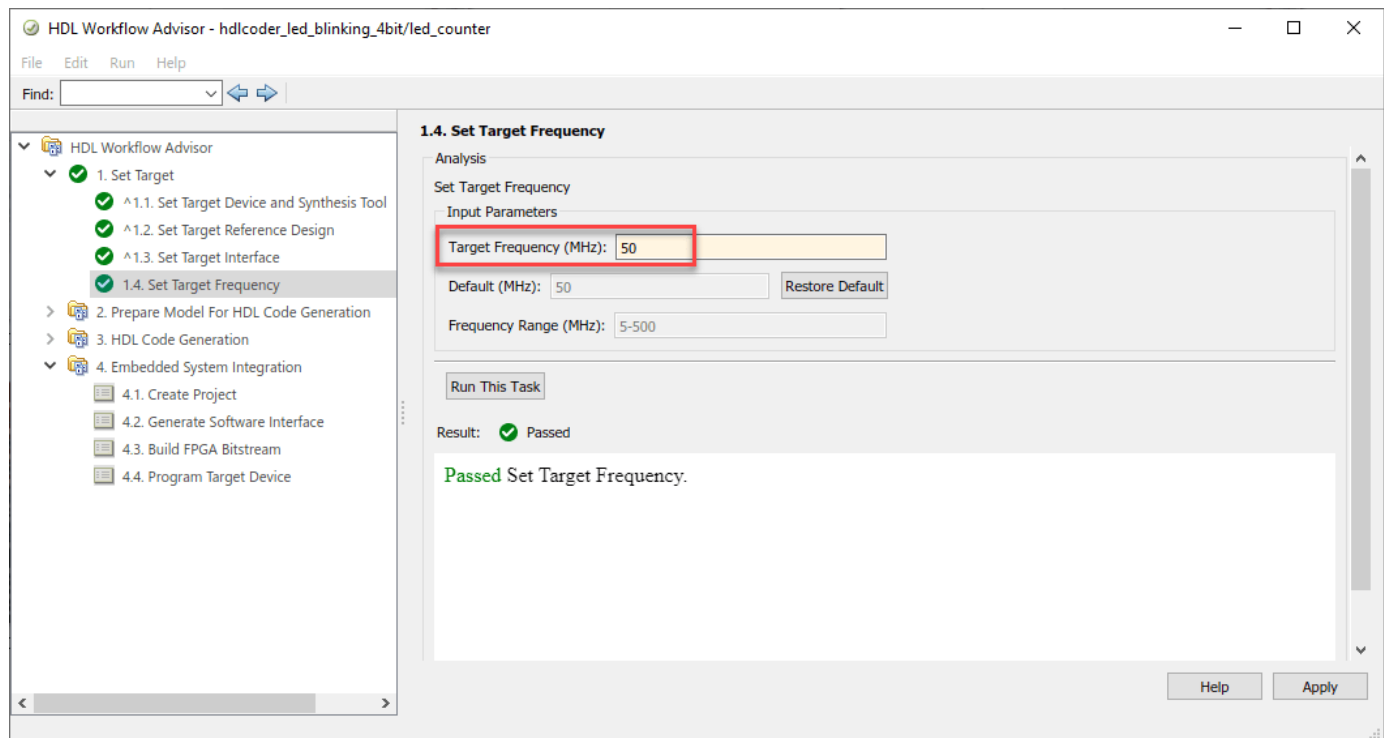 HDL Workflow Advisor - hdlcoder_led_blinking_4bit/led_counter
File Edit Run Help
Find:
HDL Workflow Advisor
1. Set Target
^1.1. Set Target Device and Synthesis Tool
^1.2. Set Target Reference Design
^1.3. Set Target Interface
1.4. Set Target Frequency
2. Prepare Model For HDL Code Generation
3. HDL Code Generation
4. Embedded System Integration
4.1. Create Project
4.2. Generate Software Interface
4.3. Build FPGA Bitstream
4.4. Program Target Device
1.4. Set Target Frequency
Analysis
Set Target Frequency
Input Parameters
Target Frequency (MHz): 50
Default (MHz): 50 Restore Default
Frequency Range (MHz): 5-500
Run This Task
Result: Passed
Passed Set Target Frequency.
Help Apply